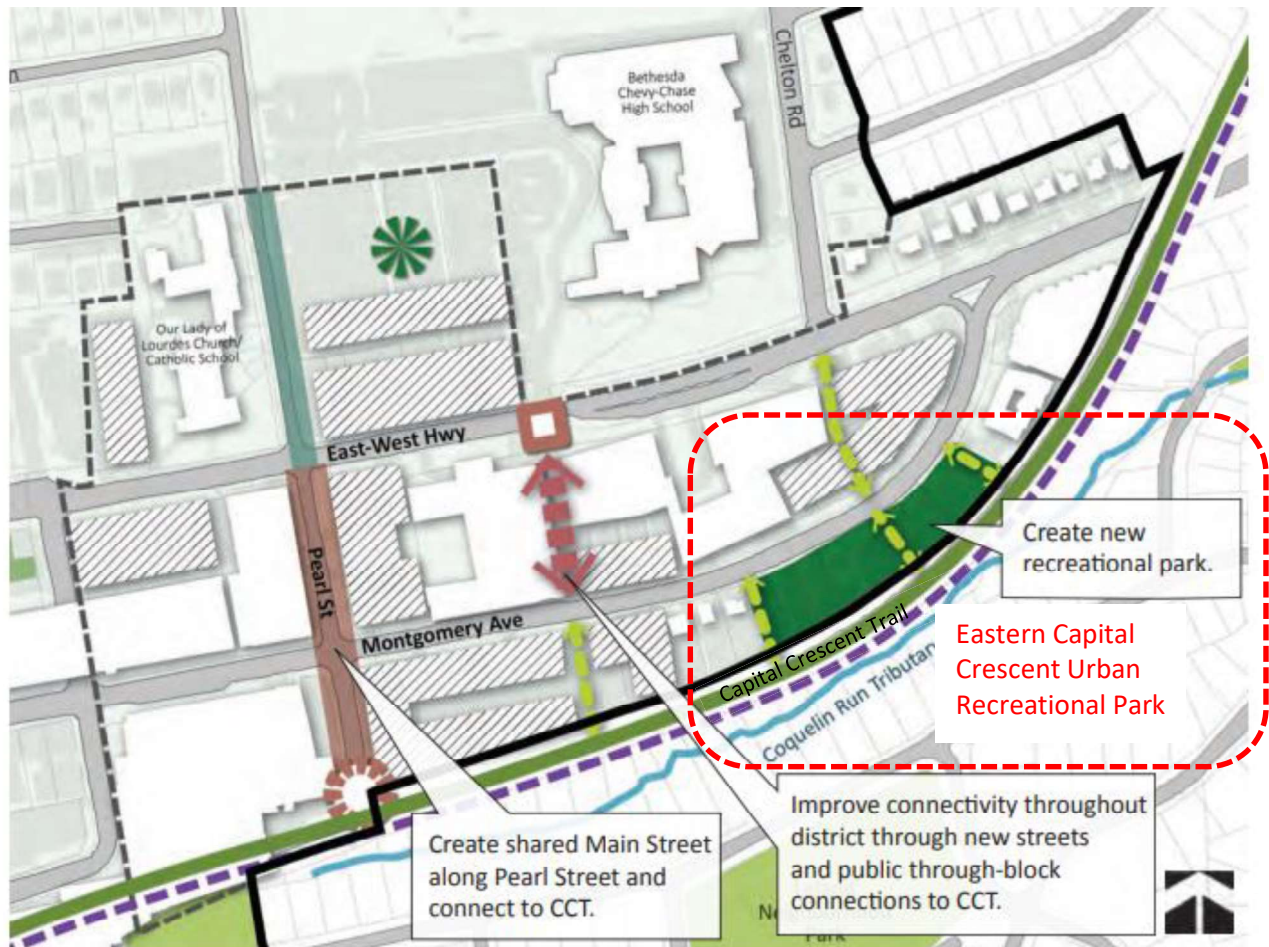 Bethesda
Chevy-Chase
High School
Chelton Rd
Our Lady of
Lourdes Church/
Catholic School
East-West Hwy
Pearl St
Montgomery Ave
Create new
recreational park.
Eastern Capital
Crescent Urban
Recreational Park
Capital Crescent Trail
Coquelin Run Tributar
Create shared Main Street
along Pearl Street and
connect to CCT.
Improve connectivity throughout
district through new streets
and public through-block
connections to CCT.
Park